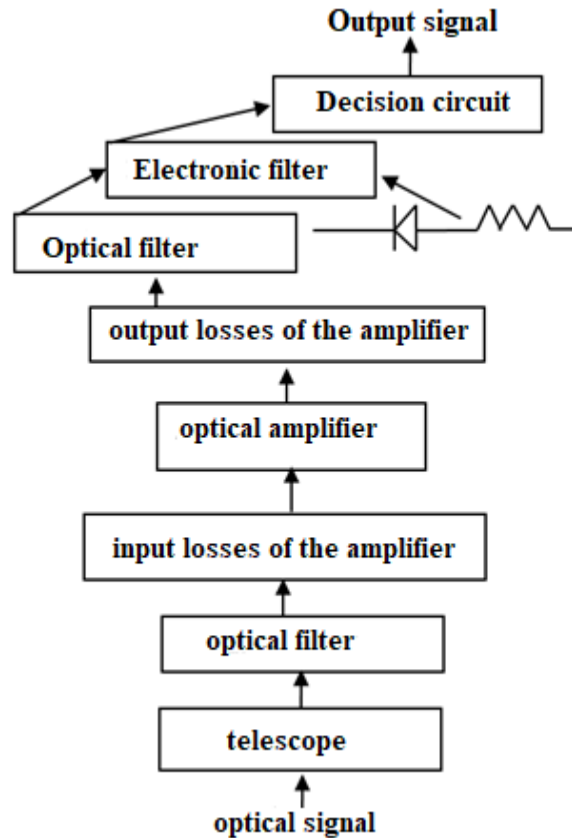 Output signal
Decision circuit
Electronic filter
Optical filter
output losses of the amplifier
optical amplifier
input losses of the amplifier
optical filter
telescope
optical signal